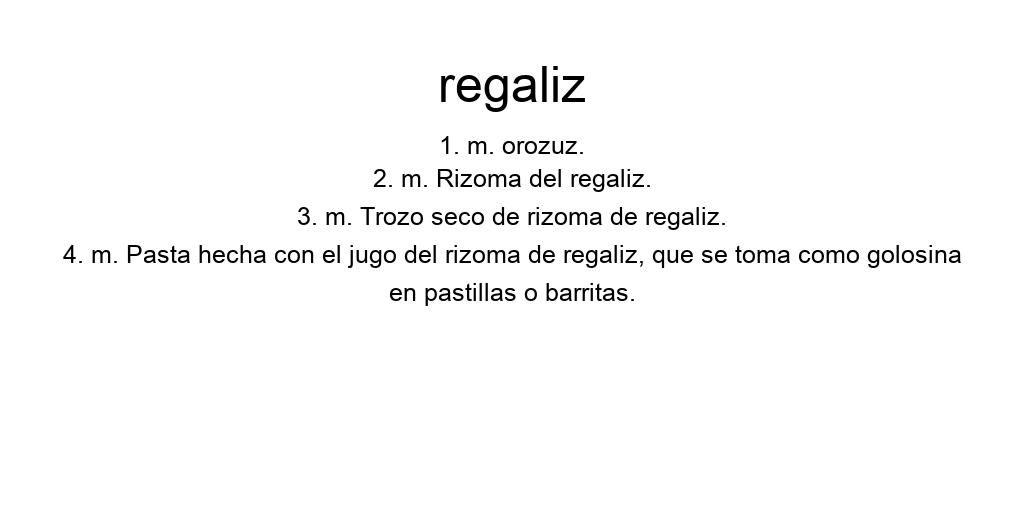 regaliz
1. m. orozuz.
2. m. Rizoma del regaliz.
3. m. Trozo seco de rizoma de regaliz.
4. m. Pasta hecha con el jugo del rizoma de regaliz, que se toma como golosina
en pastillas o barritas.